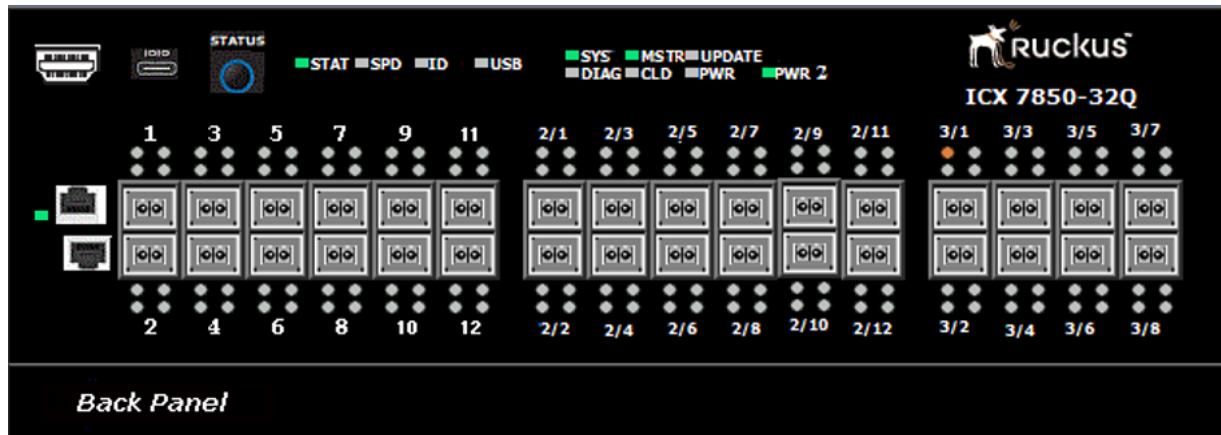 STATUS
STAT SPD ID USB
SYS MSTR UPDATE
DIAG CLD PWR PWR 2
RUCKUS
ICX 7850-32Q
1 3 5 7 9 11 2/1 2/3 2/5 2/7 2/9 2/11 3/1 3/3 3/5 3/7
2 4 6 8 10 12 2/2 2/4 2/6 2/8 2/10 2/12 3/2 3/4 3/6 3/8
Back Panel